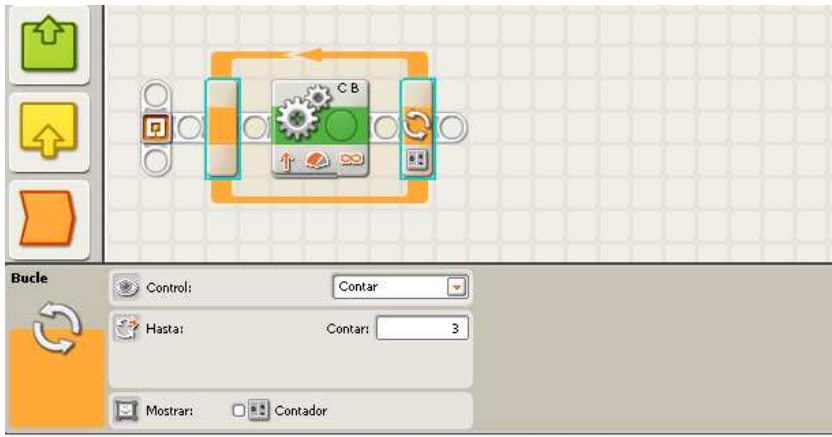 C B
Bucle
Control:
Contar
Hasta:
Contar:
3
Mostrar:
Contador